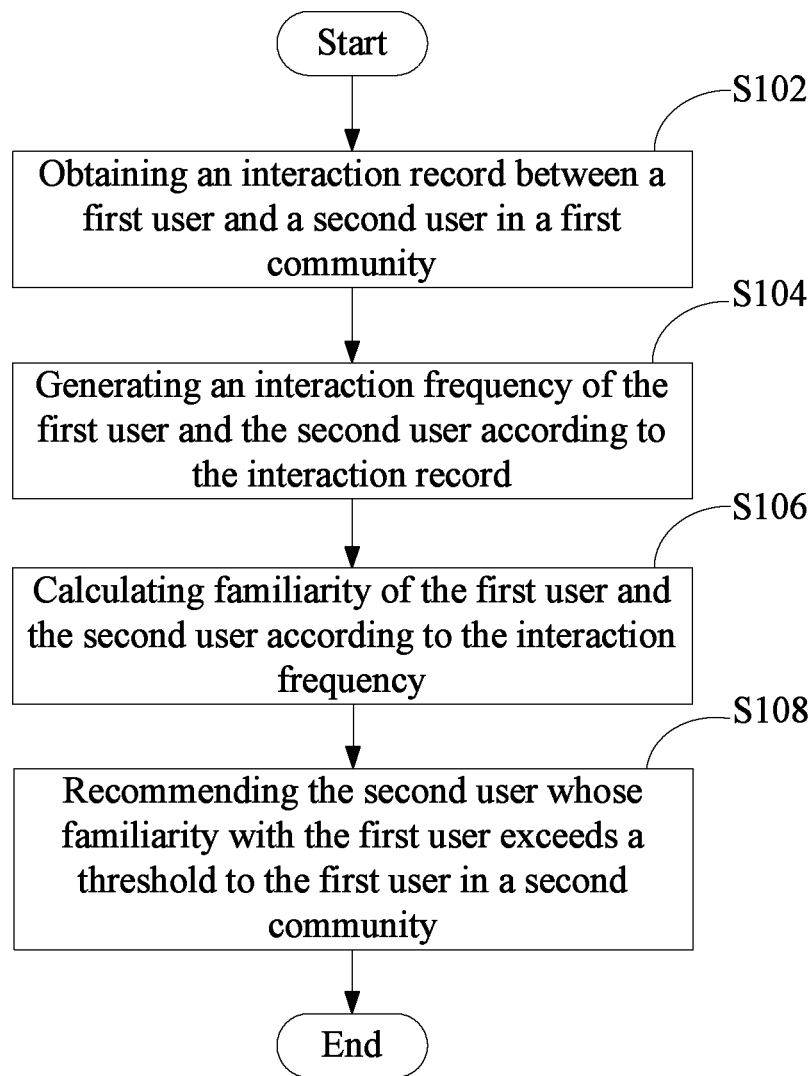 Start
S102
Obtaining an interaction record between a
first user and a second user in a first
community
S104
Generating an interaction frequency of the
first user and the second user according to
the interaction record
S106
Calculating familiarity of the first user and
the second user according to the interaction
frequency
S108
Recommending the second user whose
familiarity with the first user exceeds a
threshold to the first user in a second
community
End